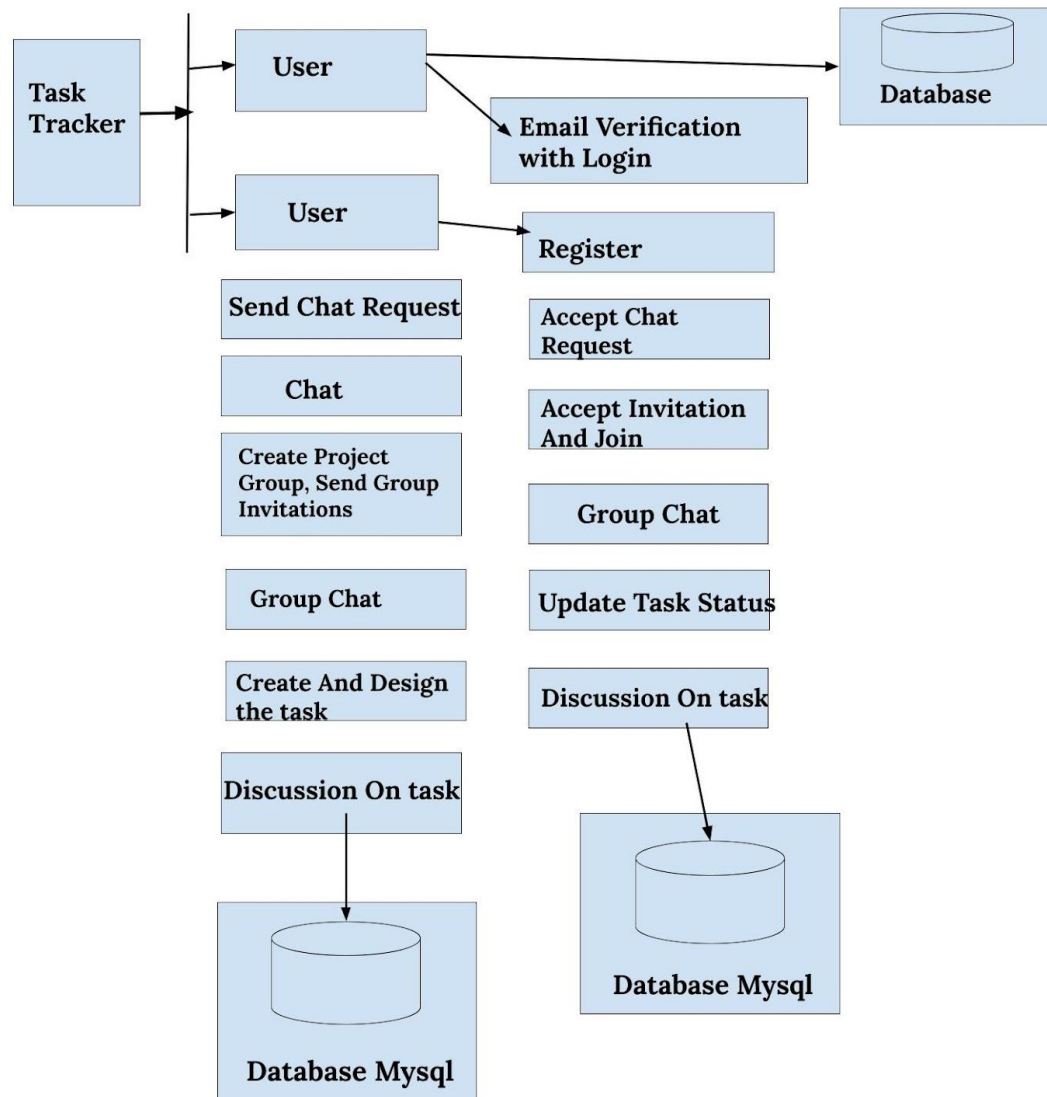 Task
Tracker
User
Database
Email Verification
with Login
User
Register
Send Chat Request
Accept Chat
Request
Chat
Accept Invitation
And Join
Create Project
Group, Send Group
Invitations
Group Chat
Group Chat
Update Task Status
Create And Design
the task
Discussion On task
Discussion On task
Database Mysql
Database Mysql